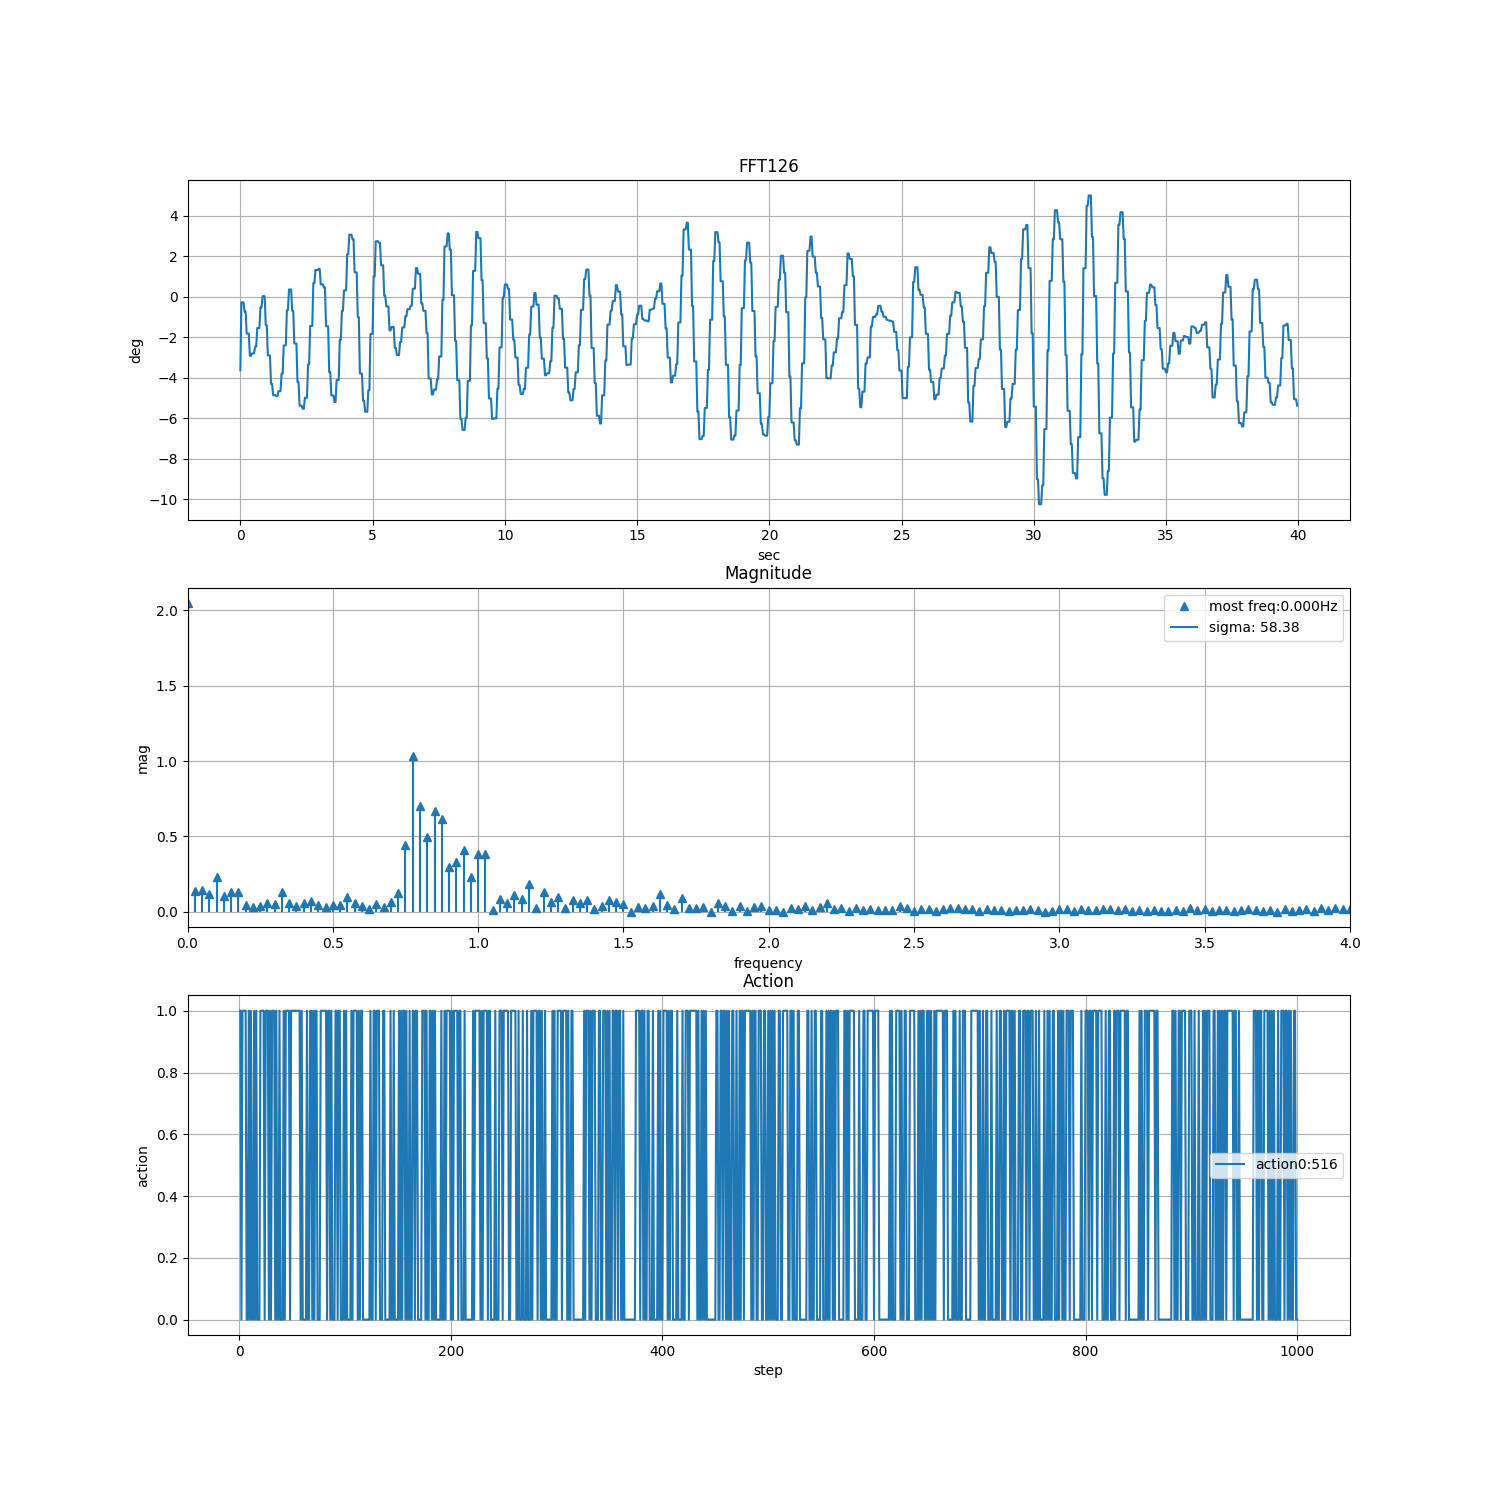 FFT126
4
2
0
−2
−4
−6
−8
−10
deg
0 5 10 15 20 25 30 35 40
sec
Magnitude
2.0
1.5
1.0
0.5
0.0
mag
most freq:0.000Hz
sigma: 58.38
0.0 0.5 1.0 1.5 2.0 2.5 3.0 3.5 4.0
frequency
Action
1.0
0.8
0.6
0.4
0.2
0.0
action
action0:516
0 200 400 600 800 1000
step